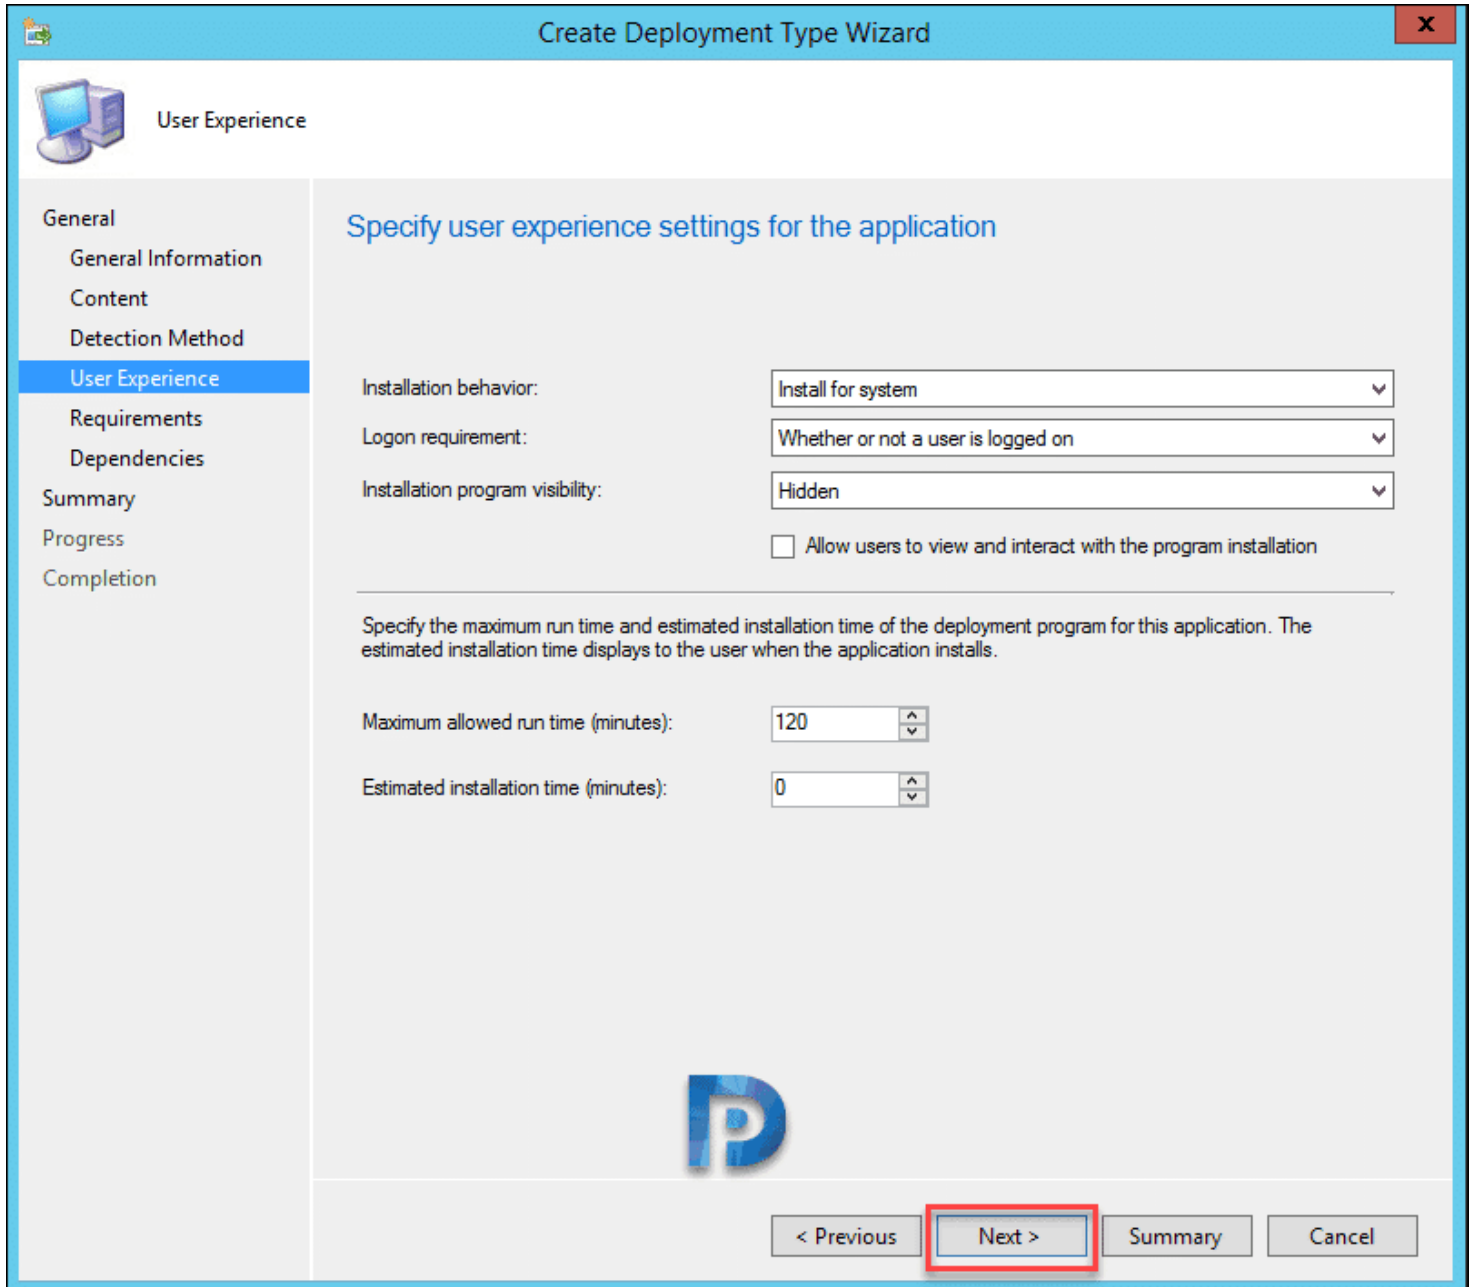 Create Deployment Type Wizard
X
User Experience
General
General Information
Content
Detection Method
User Experience
Requirements
Dependencies
Summary
Progress
Completion
Specify user experience settings for the application
Installation behavior:
Install for system
Logon requirement:
Whether or not a user is logged on
Installation program visibility:
Hidden
Allow users to view and interact with the program installation
Specify the maximum run time and estimated installation time of the deployment program for this application. The
estimated installation time displays to the user when the application installs.
Maximum allowed run time (minutes):
120
Estimated installation time (minutes):
0
P
< Previous
Next >
Summary
Cancel